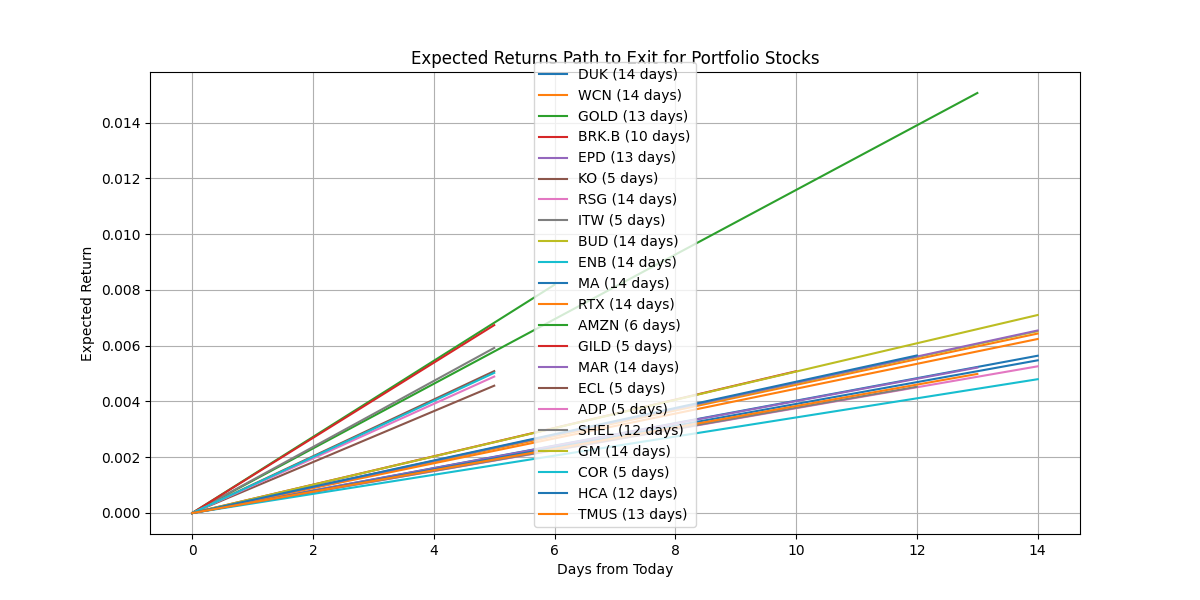 Expected Returns Path to Exit for Portfolio Stocks
DUK (14 days)
WCN (14 days)
GOLD (13 days)
BRK.B (10 days)
EPD (13 days)
KO (5 days)
RSG (14 days)
ITW (5 days)
BUD (14 days)
ENB (14 days)
MA (14 days)
RTX (14 days)
AMZN (6 days)
GILD (5 days)
MAR (14 days)
ECL (5 days)
ADP (5 days)
SHEL (12 days)
GM (14 days)
COR (5 days)
HCA (12 days)
TMUS (13 days)
Expected Return
0.014
0.012
0.010
0.008
0.006
0.004
0.002
0.000
0 2 4 6 8 10 12 14
Days from Today